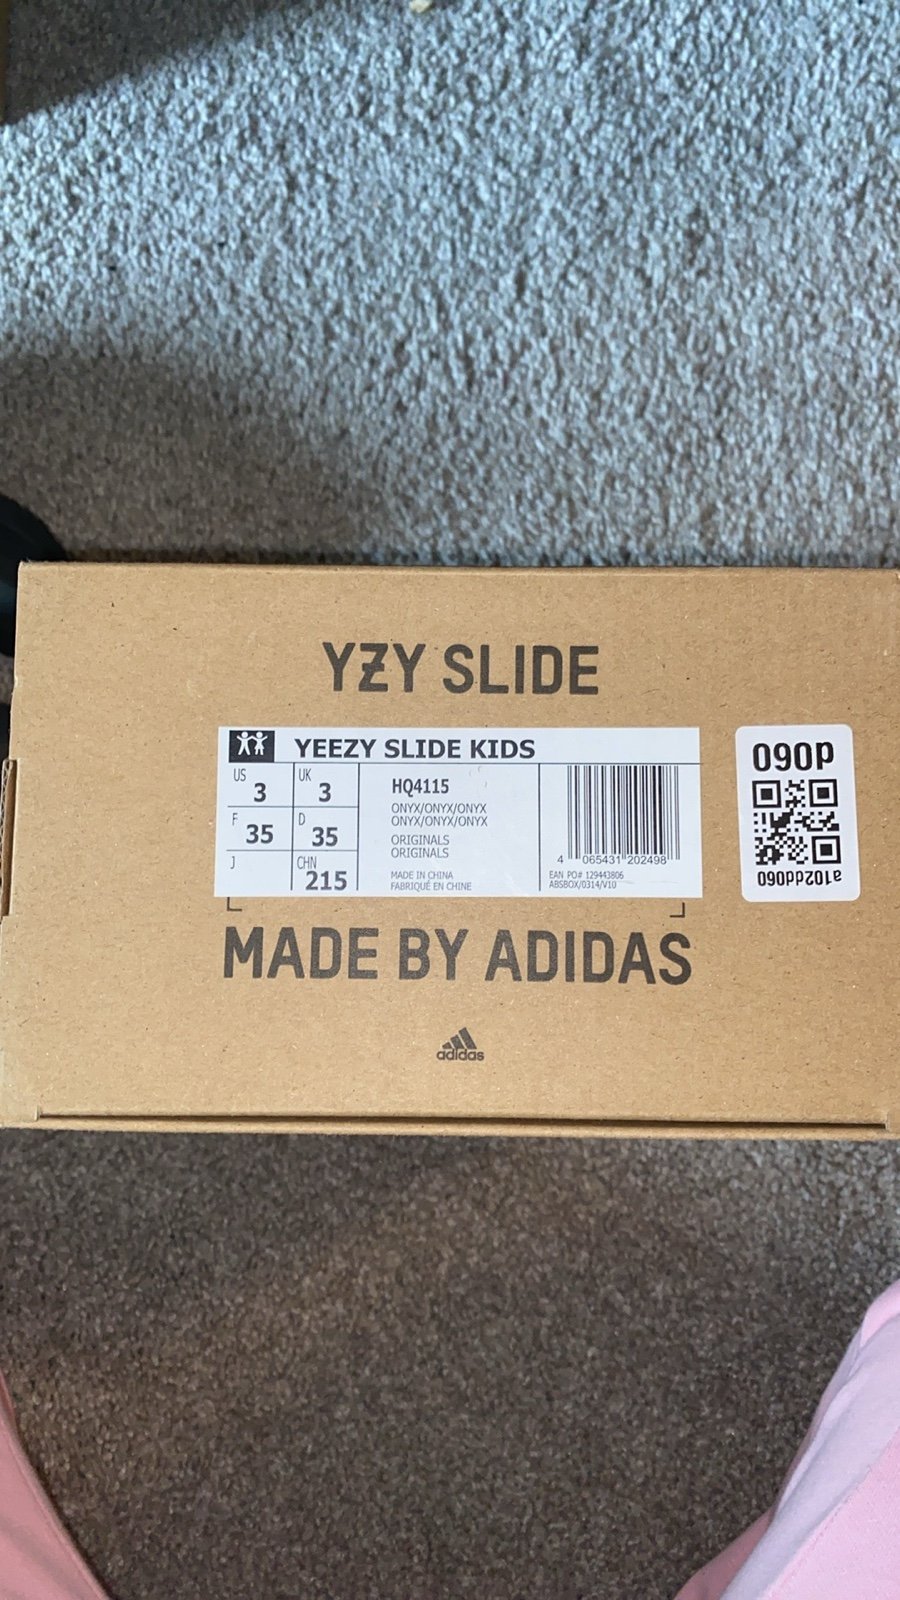 YZY SLIDE
YEEZY SLIDE KIDS
US 3
UK 3
F 35
D 35
J
CHN 215
HQ4115
ONYX/ONYX/ONYX
ONYX/ONYX/ONYX
ORIGINALS
ORIGINALS
MADE IN CHINA
FABRIQUÉ EN CHINE
4 065431 202498
EAN PO# 129443806
ABSBOX/0314/V10
d060
a102dd060
MADE BY ADIDAS
adidas